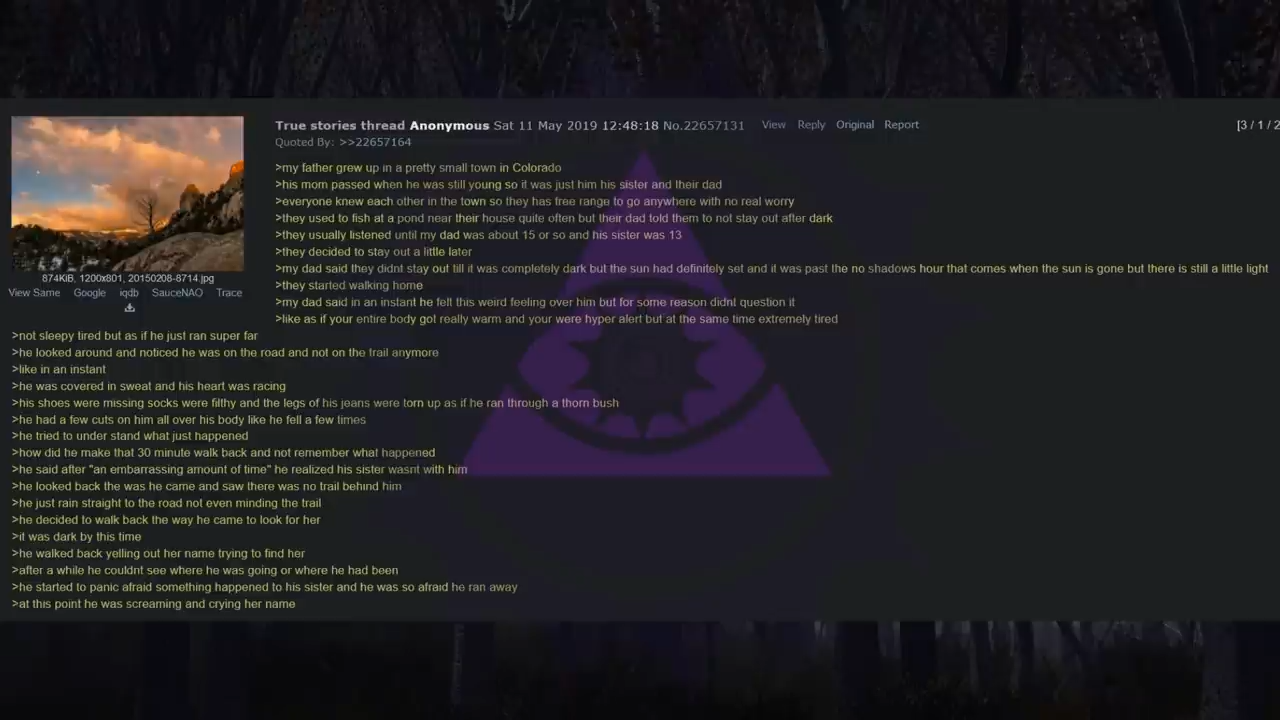 True stories thread Anonymous Sat 11 May 2019 12:48:18 No.22657131 View Reply Original Report [3 / 1 / 2
Quoted By: >>22657164
>my father grew up in a pretty small town in Colorado
>his mom passed when he was still young so it was just him his sister and their dad
>everyone knew each other in the town so they has free range to go anywhere with no real worry
>they used to fish at a pond near their house quite often but their dad told them to not stay out after dark
>they usually listened until my dad was about 15 or so and his sister was 13
>they decided to stay out a little later
>my dad said they didnt stay out till it was completely dark but the sun had definitely set and it was past the no shadows hour that comes when the sun is gone but there is still a little light
>they started walking home
>my dad said in an instant he felt this weird feeling over him but for some reason didnt question it
>like as if your entire body got really warm and your were hyper alert but at the same time extremely tired
874KiB, 1200x801, 20150208-8714.jpg
View Same Google iqdb SauceNAO Trace
>not sleepy tired but as if he just ran super far
>he looked around and noticed he was on the road and not on the trail anymore
>like in an instant
>he was covered in sweat and his heart was racing
>his shoes were missing socks were filthy and the legs of his jeans were torn up as if he ran through a thorn bush
>he had a few cuts on him all over his body like he fell a few times
>he tried to under stand what just happened
>how did he make that 30 minute walk back and not remember what happened
>he said after "an embarrassing amount of time" he realized his sister wasnt with him
>he looked back the was he came and saw there was no trail behind him
>he just rain straight to the road not even minding the trail
>he decided to walk back the way he came to look for her
>it was dark by this time
>he walked back yelling out her name trying to find her
>after a while he couldnt see where he was going or where he had been
>he started to panic afraid something happened to his sister and he was so afraid he ran away
>at this point he was screaming and crying her name